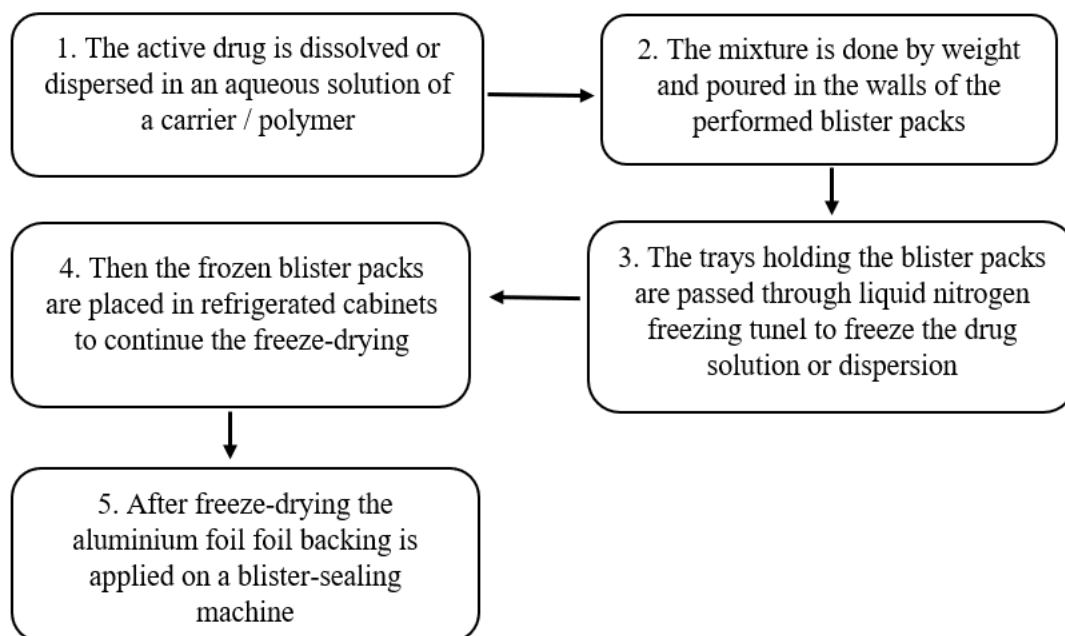 1. The active drug is dissolved or
dispersed in an aqueous solution of
a carrier / polymer
2. The mixture is done by weight
and poured in the walls of the
performed blister packs
3. The trays holding the blister packs
are passed through liquid nitrogen
freezing tunel to freeze the drug
solution or dispersion
4. Then the frozen blister packs
are placed in refrigerated cabinets
to continue the freeze-drying
5. After freeze-drying the
aluminium foil foil backing is
applied on a blister-sealing
machine